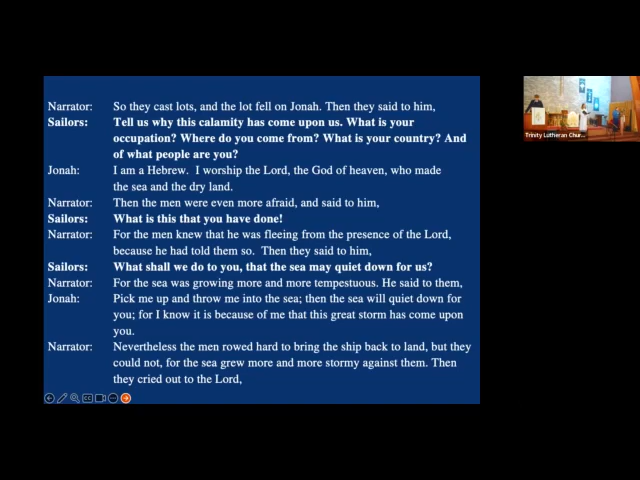 Narrator: So they cast lots, and the lot fell on Jonah. Then they said to him,
Sailors: Tell us why this calamity has come upon us. What is your
occupation? Where do you come from? What is your country? And
of what people are you?
Jonah: I am a Hebrew. I worship the Lord, the God of heaven, who made
the sea and the dry land.
Narrator: Then the men were even more afraid, and said to him,
Sailors: What is this that you have done!
Narrator: For the men knew that he was fleeing from the presence of the Lord,
because he had told them so. Then they said to him,
Sailors: What shall we do to you, that the sea may quiet down for us?
Narrator: For the sea was growing more and more tempestuous. He said to them,
Jonah: Pick me up and throw me into the sea; then the sea will quiet down for
you; for I know it is because of me that this great storm has come upon
you.
Narrator: Nevertheless the men rowed hard to bring the ship back to land, but they
could not, for the sea grew more and more stormy against them. Then
they cried out to the Lord,
Trinity Lutheran Chur...